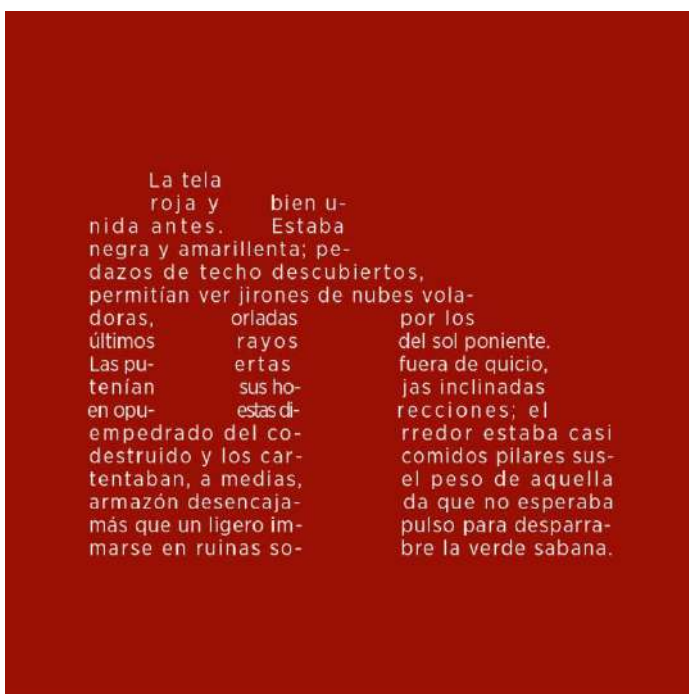 La tela
roja y bien u-
nida antes. Estaba
negra y amarillenta; pe-
dazos de techo descubiertos,
permitían ver jirones de nubes vola-
doras, orladas por los
últimos rayos del sol poniente.
Las pu- ertas fuera de quicio,
tenían sus ho- jas inclinadas
en opu- estas di- recciones; el
empedrado del co- rredor estaba casi
destruido y los car- comidos pilares sus-
tentaban, a medias, el peso de aquella
armazón desencaja- da que no esperaba
más que un ligero im- pulso para desparra-
marse en ruinas so- bre la verde sabana.